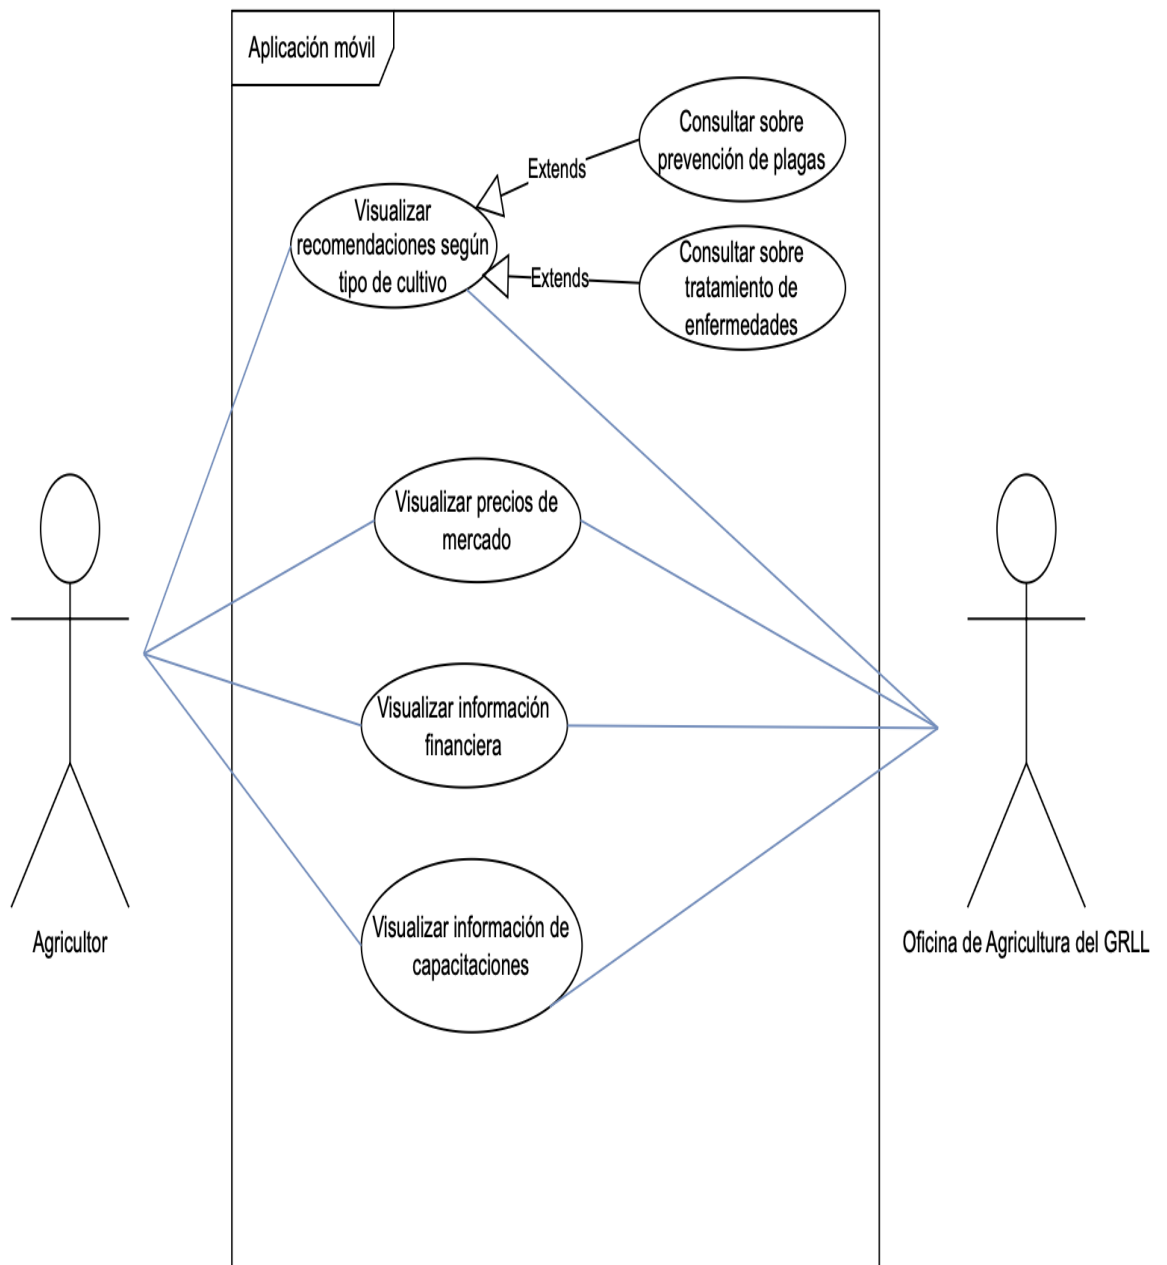 Aplicación móvil
Consultar sobre
prevención de plagas
Extends
Visualizar
recomendaciones según
tipo de cultivo
Consultar sobre
tratamiento de
enfermedades
Extends
Visualizar precios de
mercado
Visualizar información
financiera
Visualizar información de
capacitaciones
Agricultor
Oficina de Agricultura del GRLL